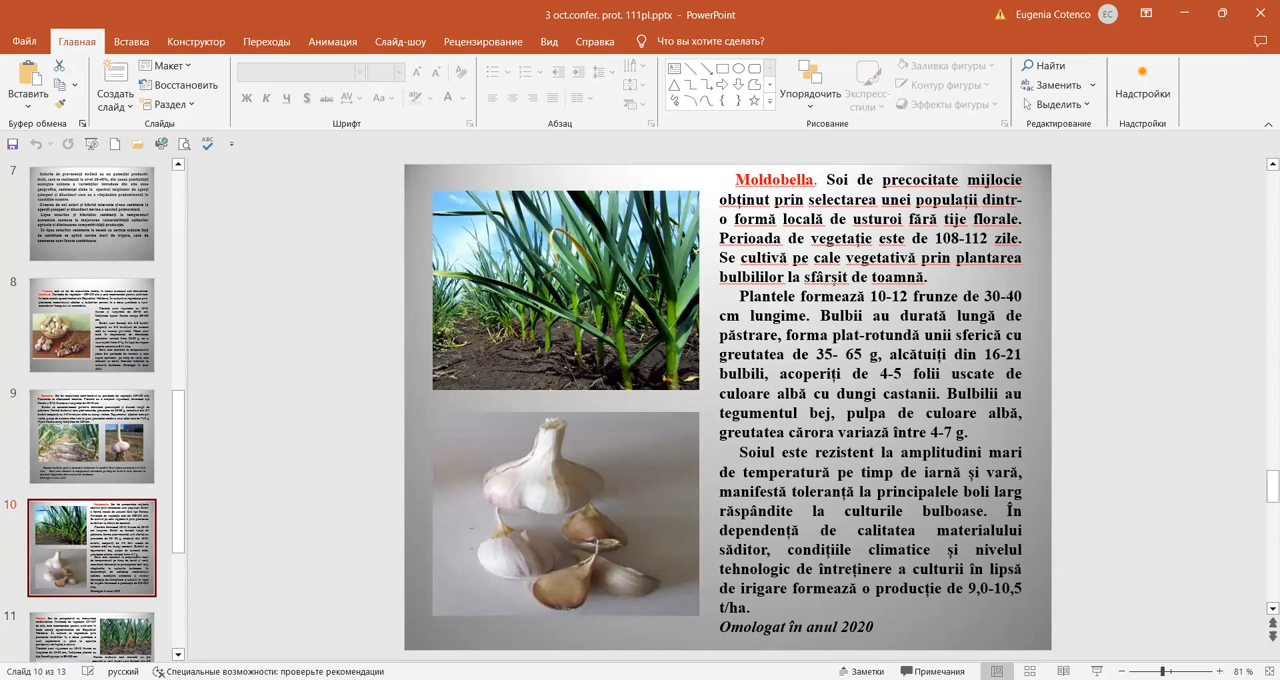 3 oct.confer. prot. 111pl.pptx - PowerPoint
Eugenia Cotenco EC
Файл Главная Вставка Конструктор Переходы Анимация Слайд-шоу Рецензирование Вид Справка Что вы хотите сделать?
Вставить
Буфер обмена
Создать слайд
Макет
Восстановить
Раздел
Слайды
Ж К Ч S abc AV Aa A
Шрифт
Абзац
Упорядочить
Экспресс-стили
Заливка фигуры
Контур фигуры
Эффекты фигуры
Рисование
Найти
Заменить
Выделить
Редактирование
Надстройки
Надстройки
7
8
9
10
11
Moldobella. Soi de precocitate mijlocie
obținut prin selectarea unei populații dintr-
o formă locală de usturoi fără tije florale.
Perioada de vegetație este de 108-112 zile.
Se cultivă pe cale vegetativă prin plantarea
bulbililor la sfârșit de toamnă.
Plantele formează 10-12 frunze de 30-40
cm lungime. Bulbii au durată lungă de
păstrare, forma plat-rotundă unii sferică cu
greutatea de 35- 65 g, alcătuiți din 16-21
bulbili, acoperiți de 4-5 folii uscate de
culoare albă cu dungi castanii. Bulbilii au
tegumentul bej, pulpa de culoare albă,
greutatea cărora variază între 4-7 g.
Soiul este rezistent la amplitudini mari
de temperatură pe timp de iarnă și vară,
manifestă toleranță la principalele boli larg
răspândite la culturile bulboase. În
dependență de calitatea materialului
săditor, condițiile climatice și nivelul
tehnologic de întreținere a culturii în lipsă
de irigare formează o producție de 9,0-10,5
t/ha.
Omologat în anul 2020
Слайд 10 из 13 русский Специальные возможности: проверьте рекомендации Заметки Примечания 81 %